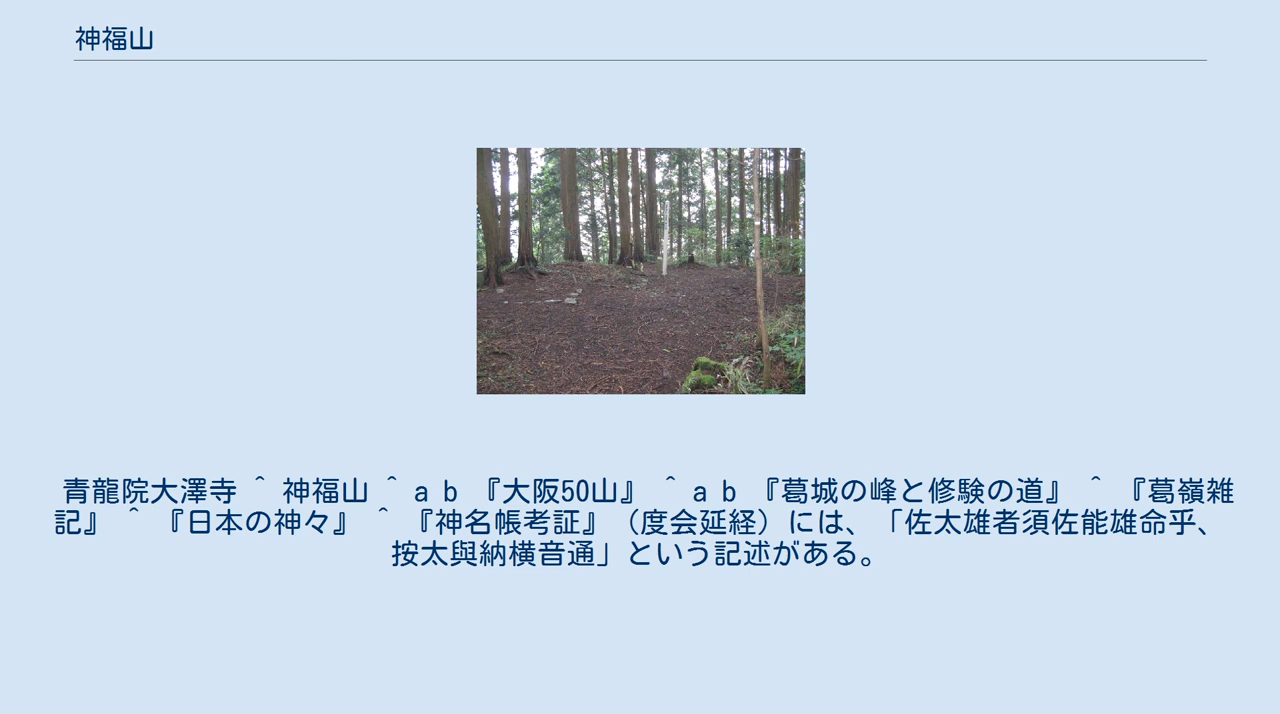 神福山
青龍院大澤寺 ^ 神福山 ^ a b 『大阪50山』 ^ a b 『葛城の峰と修験の道』 ^ 『葛嶺雑
記』 ^ 『日本の神々』 ^ 『神名帳考証』（度会延経）には、「佐太雄者須佐能雄命乎、
按太與納横音通」という記述がある。